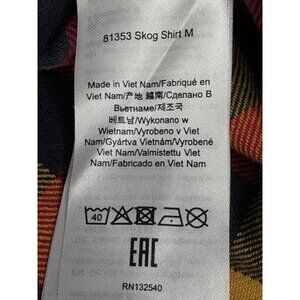 81353 Skog Shirt M
Made in Viet Nam/Fabriqué en
Viet Nam/产地 越南/Сделано В
Вьетнаме/제조국
베트남/Wykonano w
Wietnam/Vyrobeno v Viet
Nam/Gyártva Vietnám/Vyrobené
Viet Nam/Valmistettu Viet
Nam/Fabricado en Viet Nam
40
EAC
RN132540